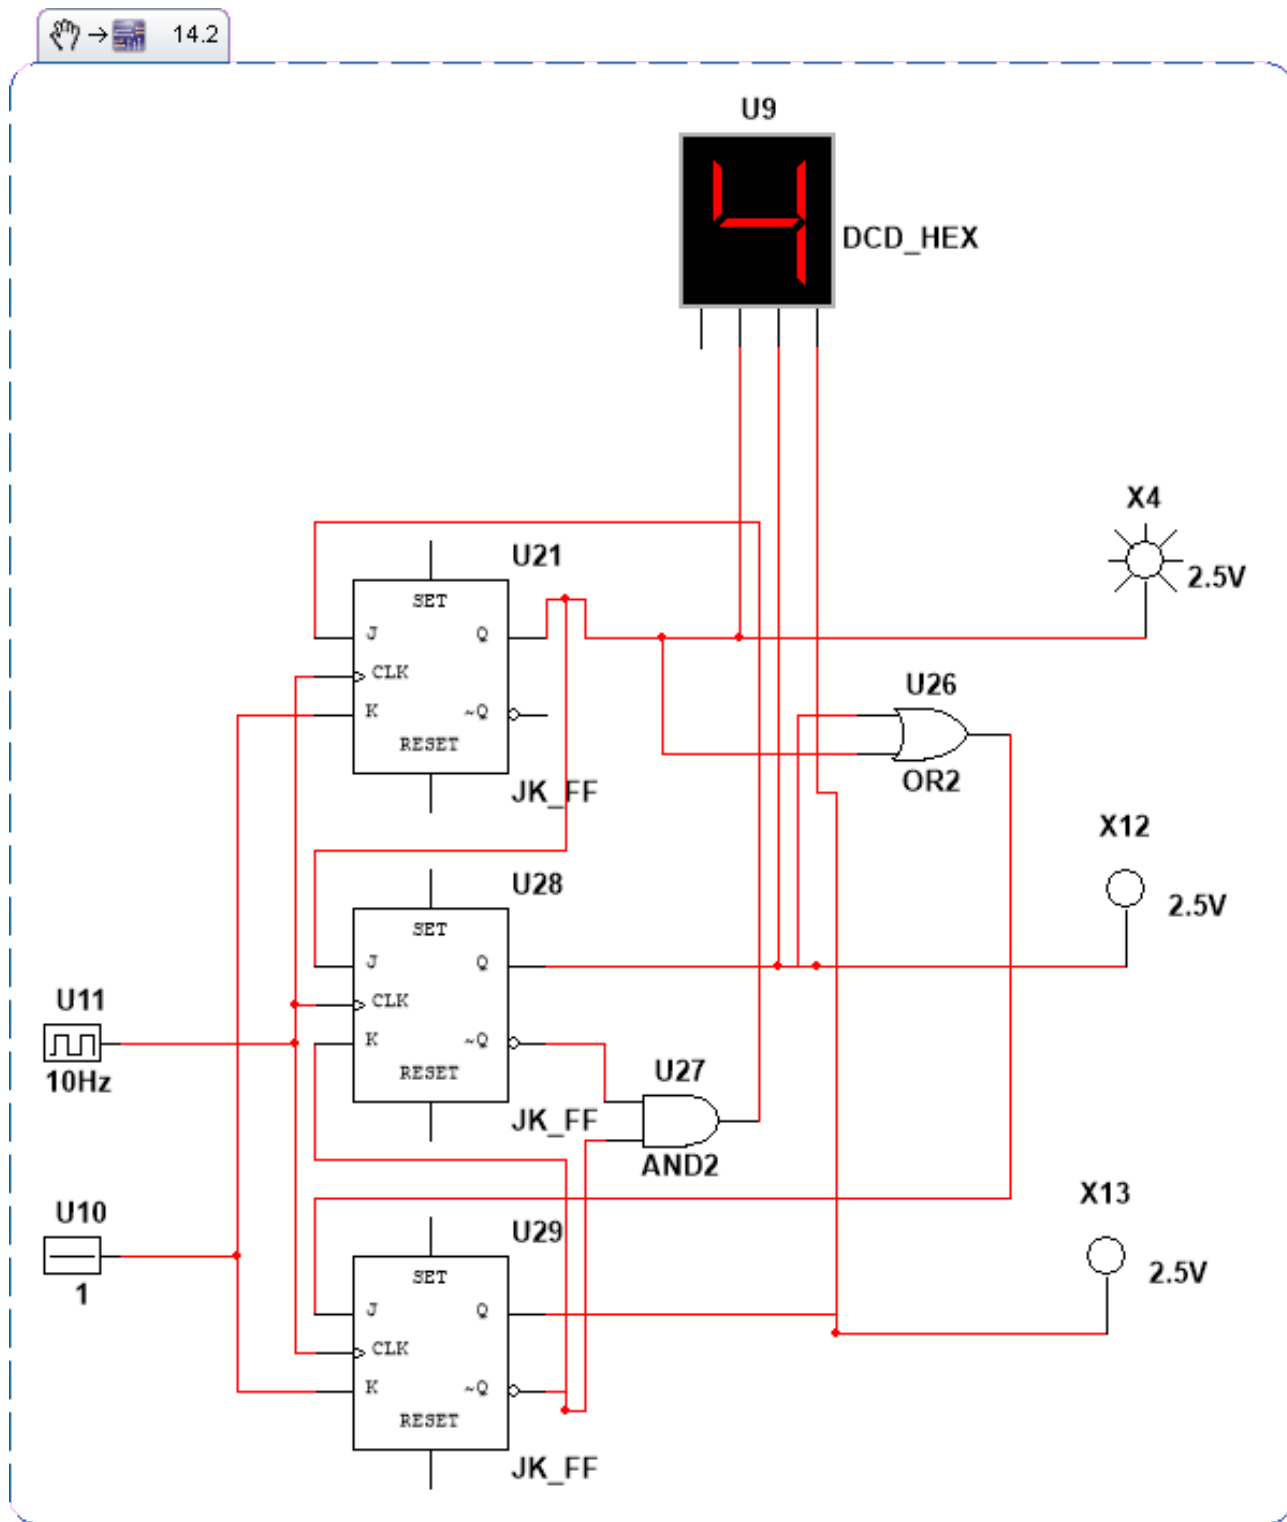 14.2
U9
4
DCD_HEX
X4
2.5V
U21
SET
J Q
CLK
K ~Q
RESET
JK_FF
U26
OR2
X12
2.5V
U28
SET
J Q
CLK
K ~Q
RESET
JK_FF
U11
10Hz
U27
AND2
U10
1
X13
2.5V
U29
SET
J Q
CLK
K ~Q
RESET
JK_FF